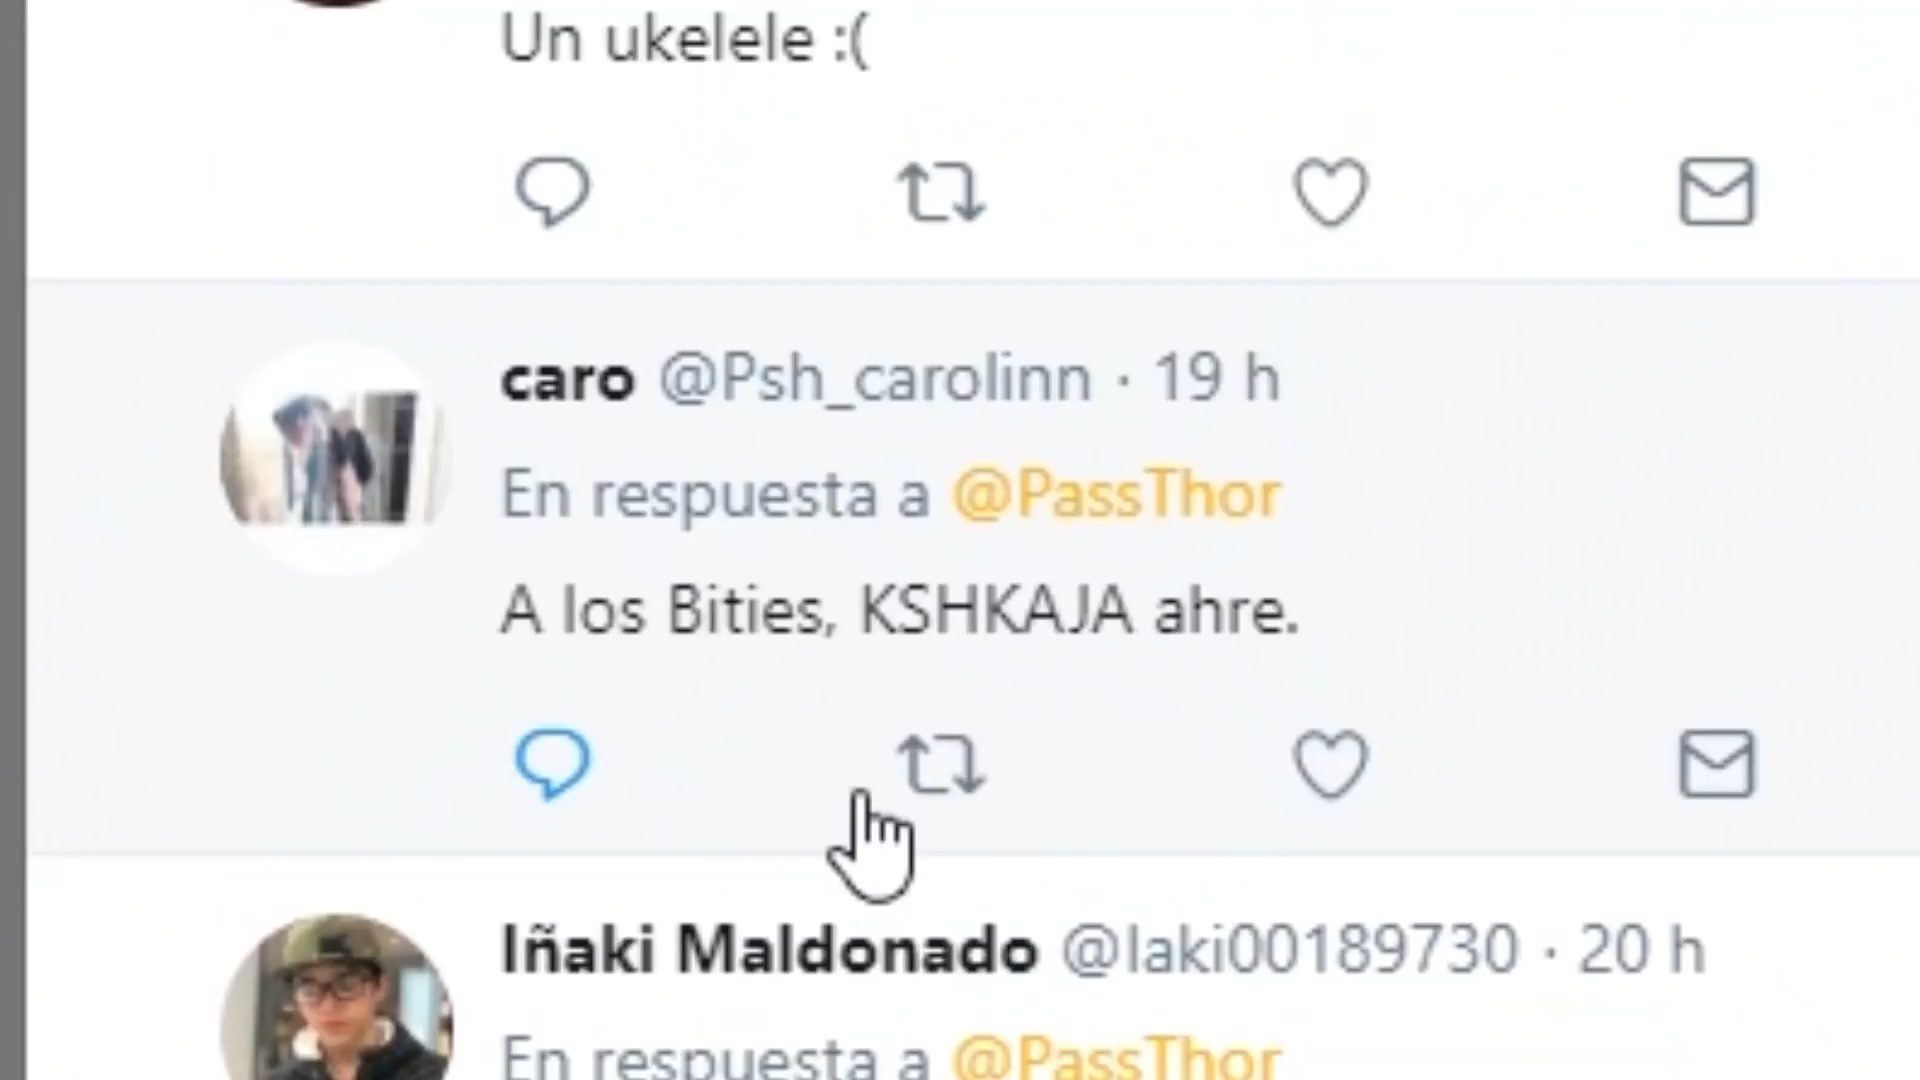 Un ukelele :(
caro @Psh_carolinn · 19 h
En respuesta a @PassThor
A los Bities, KSHKAJA ahre.
Iñaki Maldonado @Iaki00189730 · 20 h
En respuesta a @PassThor